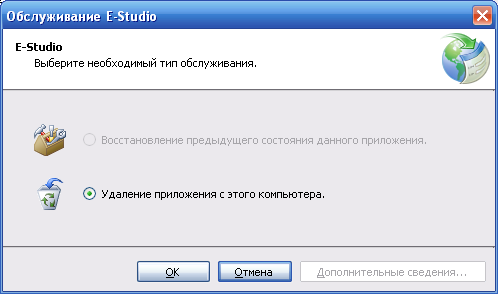 Обслуживание E-Studio
E-Studio
Выберите необходимый тип обслуживания.
Восстановление предыдущего состояния данного приложения.
Удаление приложения с этого компьютера.
OK
Отмена
Дополнительные сведения...